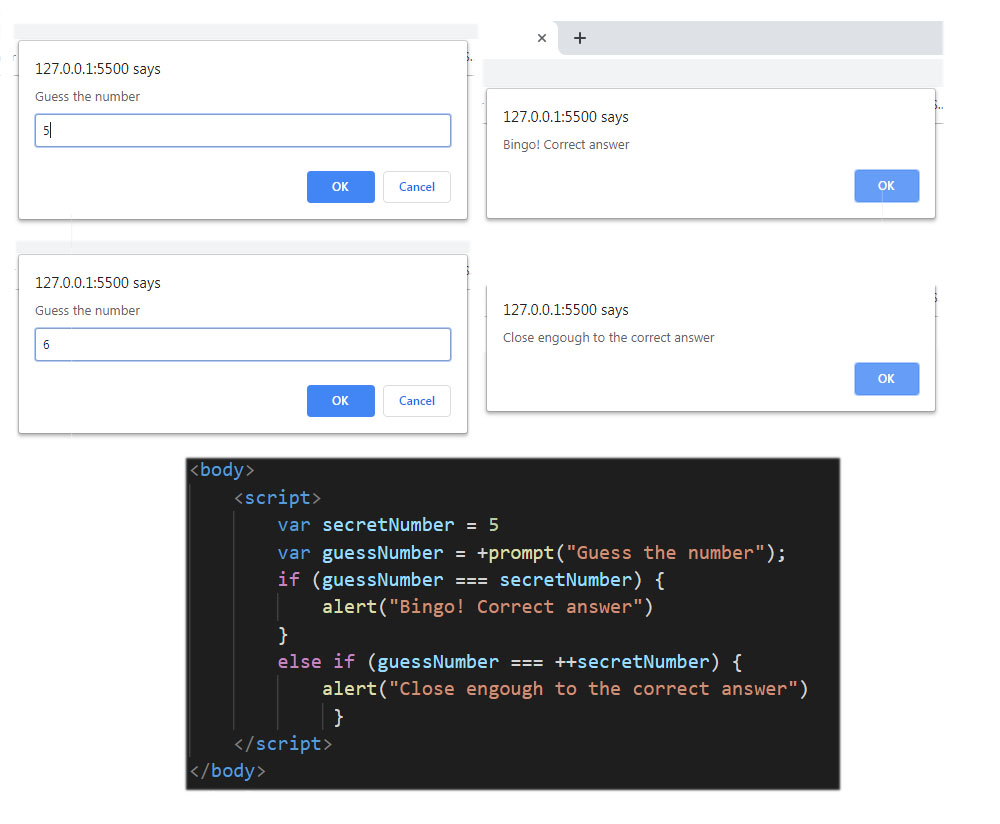 127.0.0.1:5500 says
Guess the number
5
OK Cancel
127.0.0.1:5500 says
Bingo! Correct answer
OK
127.0.0.1:5500 says
Guess the number
6
OK Cancel
127.0.0.1:5500 says
Close engough to the correct answer
OK
<body>
<script>
var secretNumber = 5
var guessNumber = +prompt("Guess the number");
if (guessNumber === secretNumber) {
alert("Bingo! Correct answer")
}
else if (guessNumber === ++secretNumber) {
alert("Close engough to the correct answer")
}
</script>
</body>